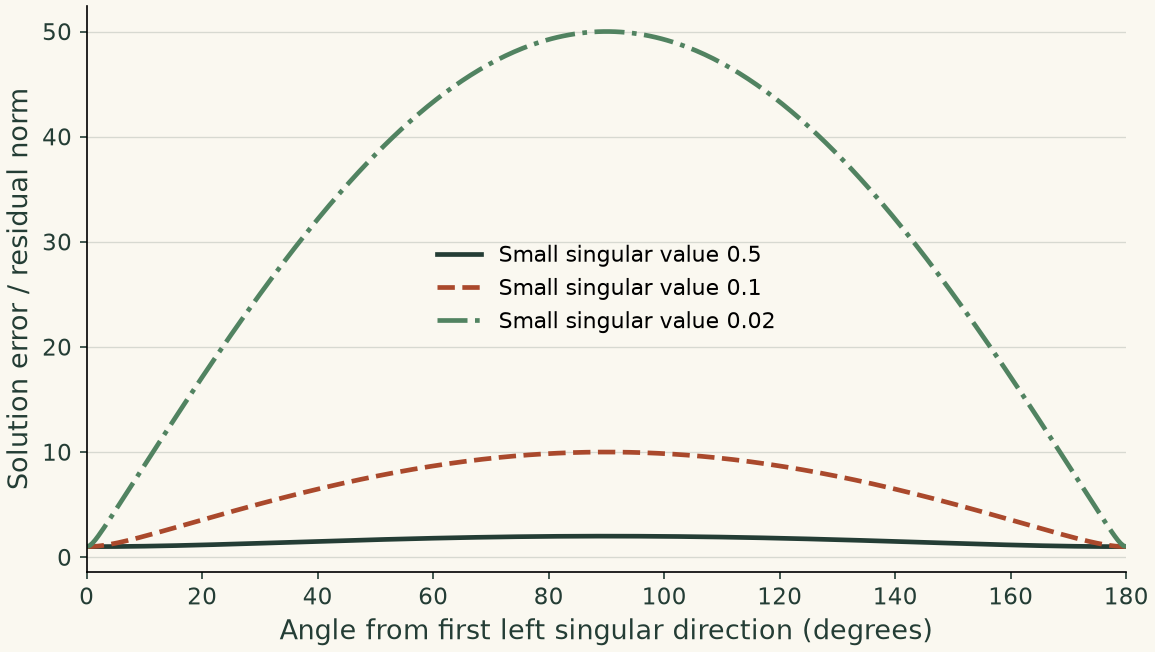 Solution error / residual norm
50
40
30
20
10
0
Small singular value 0.5
Small singular value 0.1
Small singular value 0.02
0 20 40 60 80 100 120 140 160 180
Angle from first left singular direction (degrees)